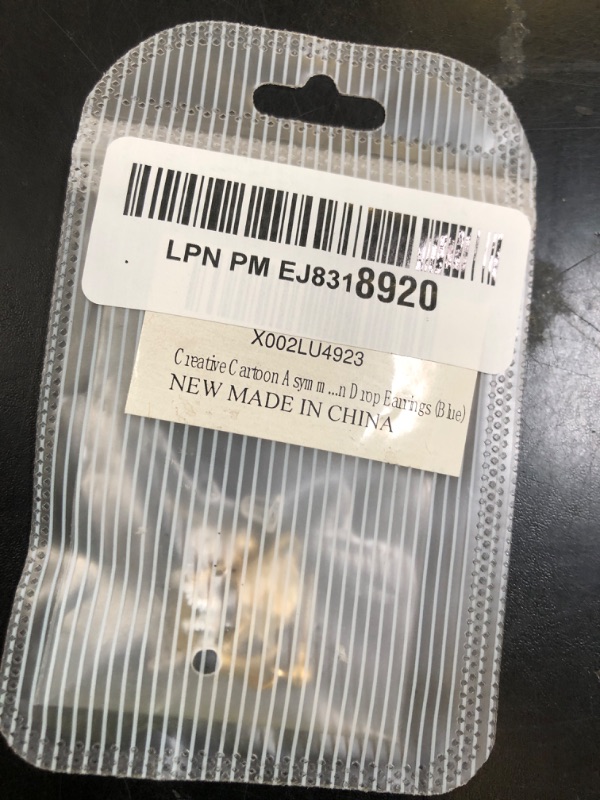 LPN PM EJ8318920
X002LU4923
Creative Cartoon Asymm...n Drop Earrings (Blue)
NEW MADE IN CHINA